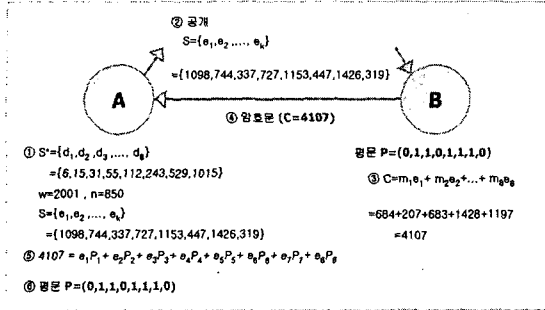 ② 공개
S={e₁,e₂ ,..., eₖ}
={1098,744,337,727,1153,447,1426,319}
A
B
④ 암호문 (C=4107)
① S'={d₁,d₂ ,d₃ ,..., d₈}
={6,15,31,55,112,243,529,1015}
w=2001 , n=850
S={e₁,e₂ ,..., eₖ}
={1098,744,337,727,1153,447,1426,319}
평문 P=(0,1,1,0,1,1,1,0)
③ C=m₁e₁+ m₂e₂+...+ m₈e₈
=684+207+683+1428+1197
=4107
⑤ 4107 = e₁P₁+ e₂P₂+ e₃P₃+ e₄P₄+ e₅P₅+ e₆P₆+ e₇P₇+ e₈P₈
⑥ 평문 P=(0,1,1,0,1,1,1,0)